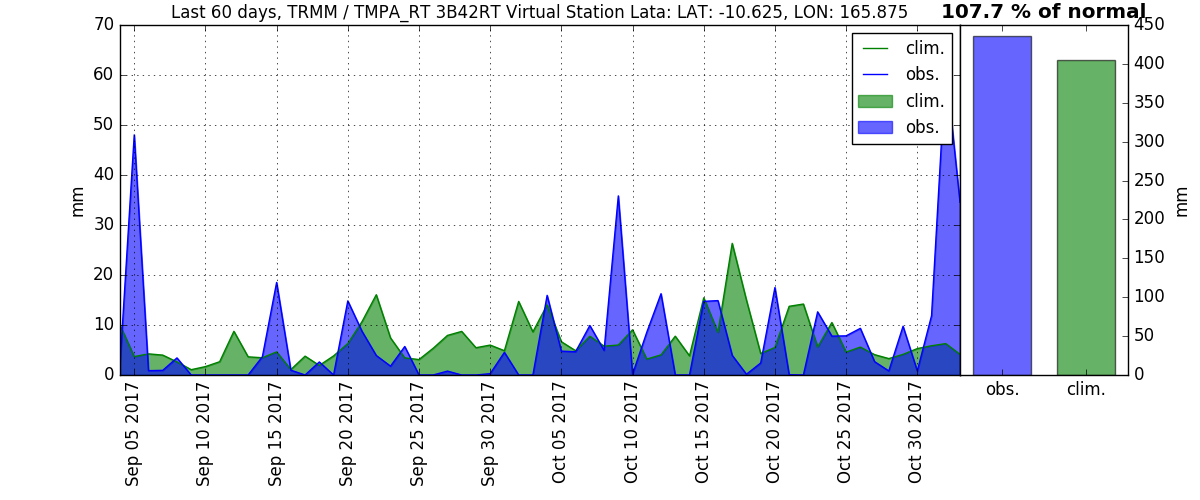 Last 60 days, TRMM / TMPA_RT 3B42RT Virtual Station Lata: LAT: -10.625, LON: 165.875
107.7 % of normal
mm
70
60
50
40
30
20
10
0
clim.
obs.
clim.
obs.
Sep 05 2017
Sep 10 2017
Sep 15 2017
Sep 20 2017
Sep 25 2017
Sep 30 2017
Oct 05 2017
Oct 10 2017
Oct 15 2017
Oct 20 2017
Oct 25 2017
Oct 30 2017
450
400
350
300
250
200
150
100
50
0
mm
obs.
clim.